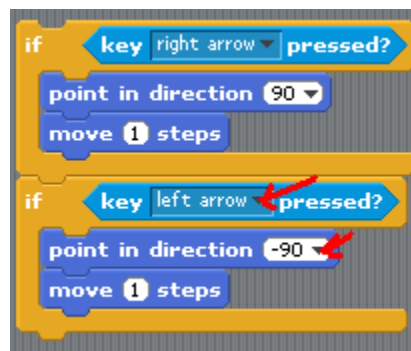 if key right arrow pressed?
point in direction 90
move 1 steps
if key left arrow pressed?
point in direction -90
move 1 steps